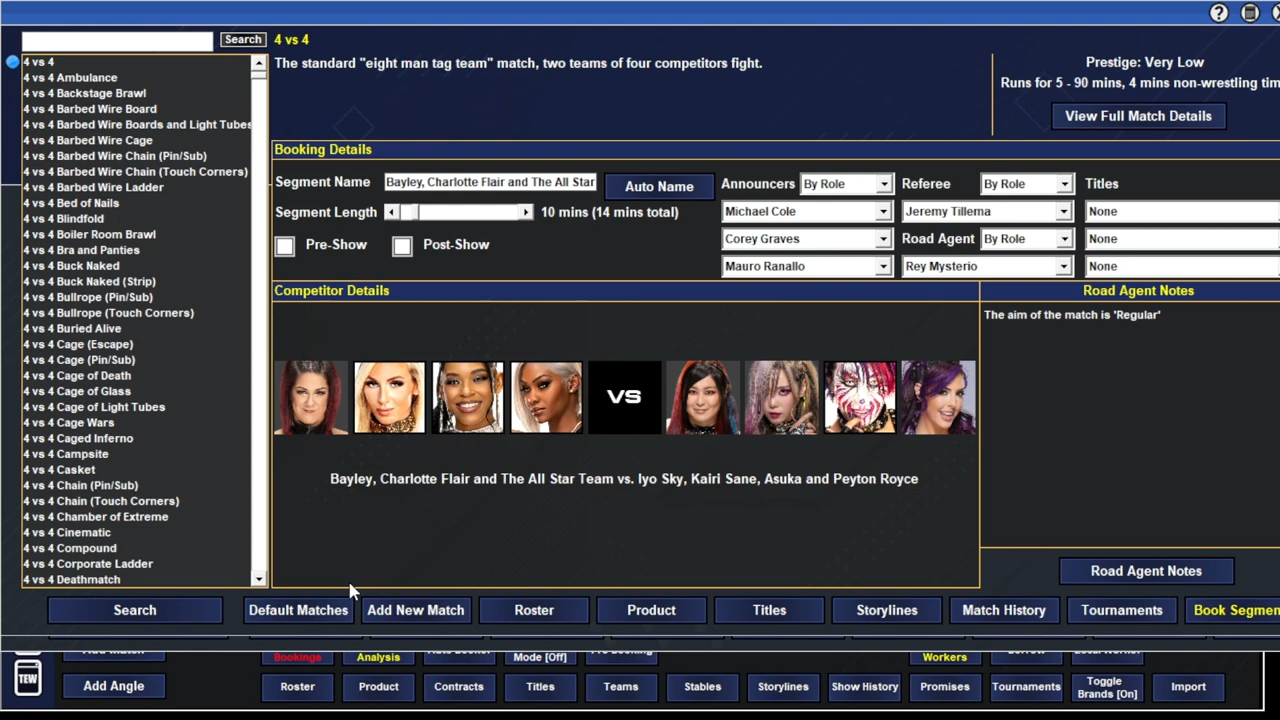 ?
Search
4 vs 4
4 vs 4
4 vs 4 Ambulance
4 vs 4 Backstage Brawl
4 vs 4 Barbed Wire Board
4 vs 4 Barbed Wire Boards and Light Tubes
4 vs 4 Barbed Wire Cage
4 vs 4 Barbed Wire Chain (Pin/Sub)
4 vs 4 Barbed Wire Chain (Touch Corners)
4 vs 4 Barbed Wire Ladder
4 vs 4 Bed of Nails
4 vs 4 Blindfold
4 vs 4 Boiler Room Brawl
4 vs 4 Bra and Panties
4 vs 4 Buck Naked
4 vs 4 Buck Naked (Strip)
4 vs 4 Bullrope (Pin/Sub)
4 vs 4 Bullrope (Touch Corners)
4 vs 4 Buried Alive
4 vs 4 Cage (Escape)
4 vs 4 Cage (Pin/Sub)
4 vs 4 Cage of Death
4 vs 4 Cage of Glass
4 vs 4 Cage of Light Tubes
4 vs 4 Cage Wars
4 vs 4 Caged Inferno
4 vs 4 Campsite
4 vs 4 Casket
4 vs 4 Chain (Pin/Sub)
4 vs 4 Chain (Touch Corners)
4 vs 4 Chamber of Extreme
4 vs 4 Cinematic
4 vs 4 Compound
4 vs 4 Corporate Ladder
4 vs 4 Deathmatch
The standard "eight man tag team" match, two teams of four competitors fight.
Prestige: Very Low
Runs for 5 - 90 mins, 4 mins non-wrestling tim
View Full Match Details
Booking Details
Segment Name Bayley, Charlotte Flair and The All Star Auto Name
Segment Length 10 mins (14 mins total)
Pre-Show Post-Show
Announcers By Role Referee By Role Titles
Michael Cole Jeremy Tillema None
Corey Graves Road Agent By Role None
Mauro Ranallo Rey Mysterio None
Competitor Details
VS
Bayley, Charlotte Flair and The All Star Team vs. Iyo Sky, Kairi Sane, Asuka and Peyton Royce
Road Agent Notes
The aim of the match is 'Regular'
Road Agent Notes
Search Default Matches Add New Match Roster Product Titles Storylines Match History Tournaments Book Segmen
Bookings Analysis Mode [Off] Workers
TEW Add Angle Roster Product Contracts Titles Teams Stables Storylines Show History Promises Tournaments Toggle Brands [On] Import